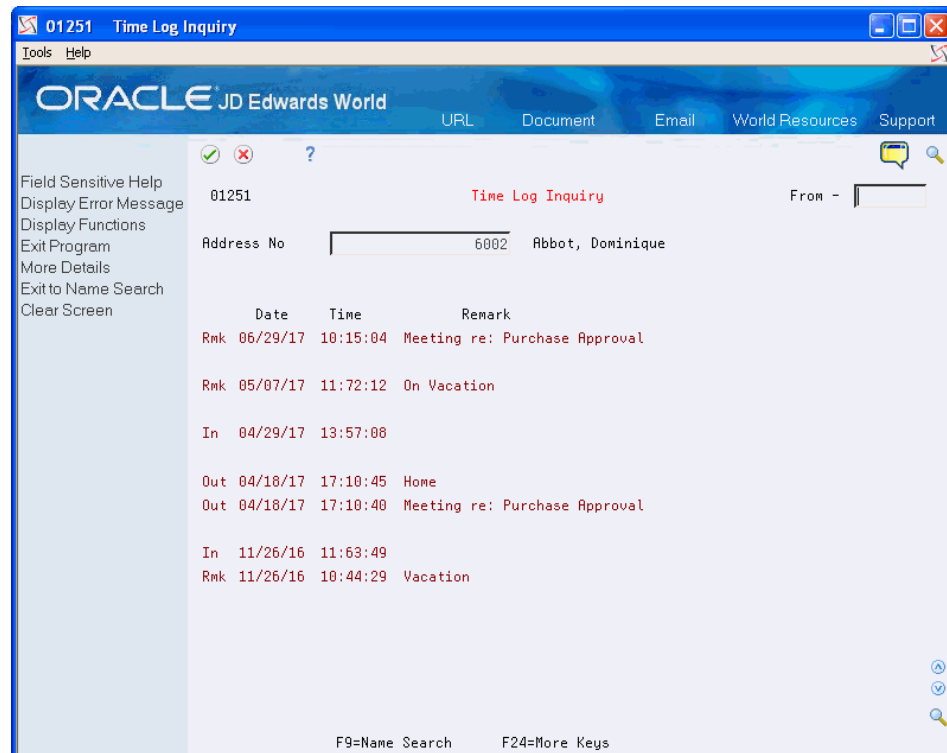 01251 Time Log Inquiry
Tools Help
ORACLE JD Edwards World
URL Document Email World Resources Support
?
Field Sensitive Help
Display Error Message
Display Functions
Exit Program
More Details
Exit to Name Search
Clear Screen
01251 Time Log Inquiry From -
Address No 6002 Abbot, Dominique
Date Time Remark
Rmk 06/29/17 10:15:04 Meeting re: Purchase Approval
Rmk 05/07/17 11:72:12 On Vacation
In 04/29/17 13:57:08
Out 04/18/17 17:10:45 Home
Out 04/18/17 17:10:40 Meeting re: Purchase Approval
In 11/26/16 11:63:49
Rmk 11/26/16 10:44:29 Vacation
F9=Name Search F24=More Keys